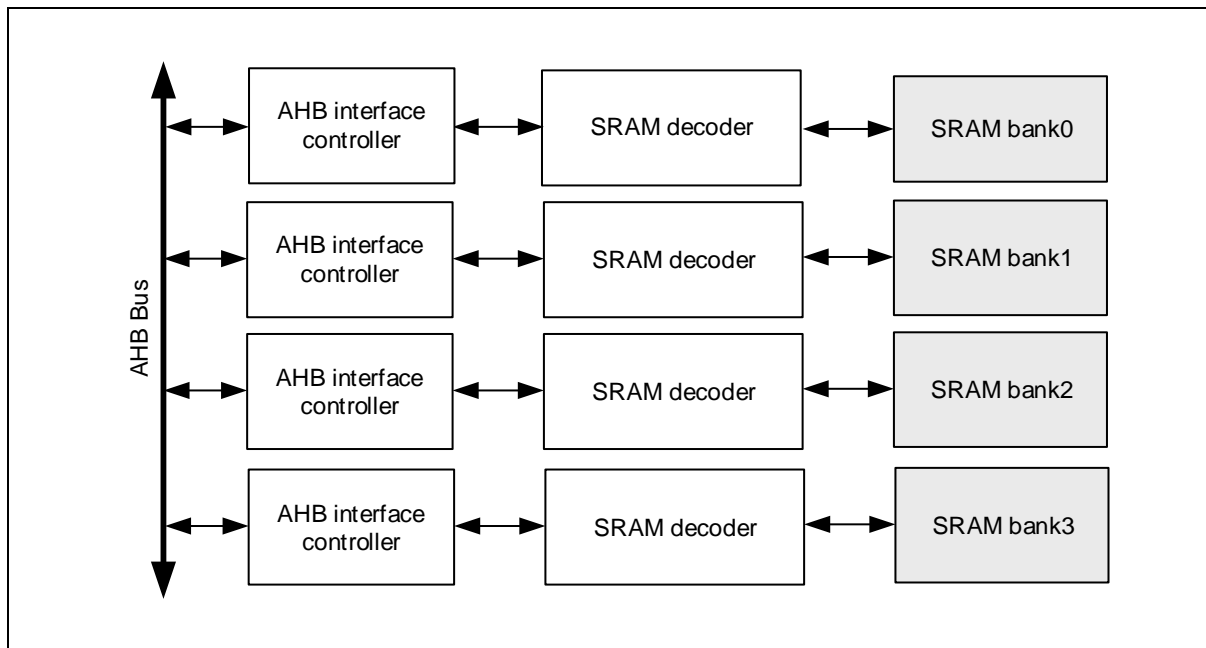 AHB Bus
AHB interface
controller
SRAM decoder
SRAM bank0
AHB interface
controller
SRAM decoder
SRAM bank1
AHB interface
controller
SRAM decoder
SRAM bank2
AHB interface
controller
SRAM decoder
SRAM bank3